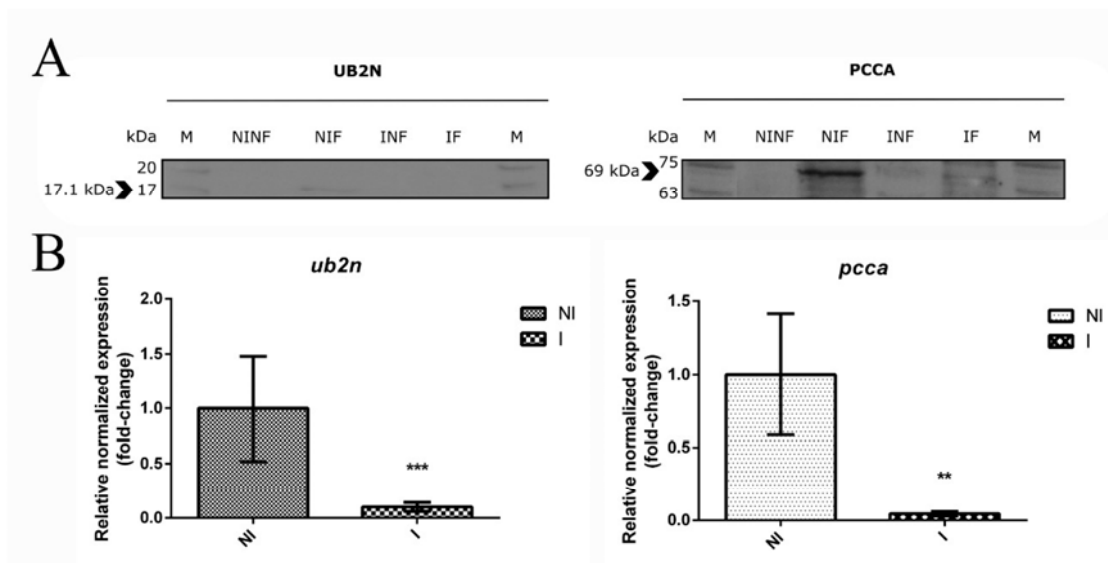 A
UB2N
kDa M NINF NIF INF IF M
20
17.1 kDa 17
PCCA
kDa M NINF NIF INF IF M
75
69 kDa
63
B
ub2n
Relative normalized expression
(fold-change)
2.0
1.5
1.0
0.5
0.0
***
NI
I
NI
I
pcca
Relative normalized expression
(fold-change)
1.5
1.0
0.5
0.0
**
NI
I
NI
I